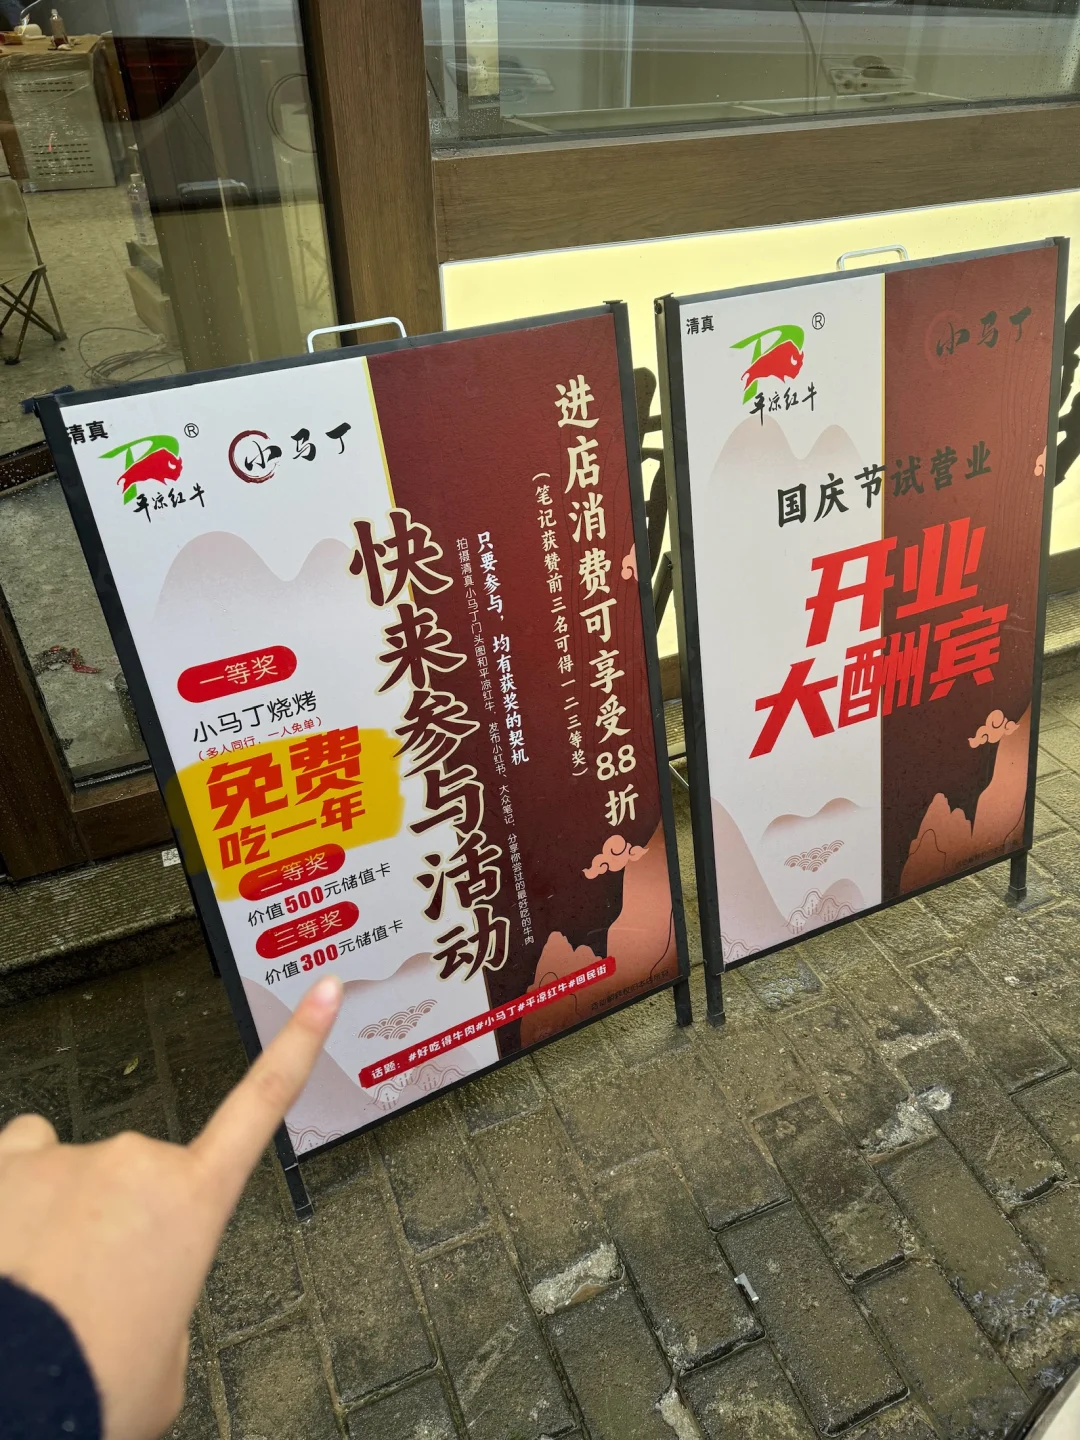 清真
平凉红牛
®
小马丁
一等奖
小马丁烧烤
(多人同行,一人免单)
免费
吃一年
二等奖
价值500元储值卡
三等奖
价值300元储值卡
快来参与活动
只要参与,均有获奖的契机
拍摄清真小马丁门头图和平凉红牛、发布小红书、大众笔记、分享你尝过的最好吃的牛肉
进店消费可享受8.8折
(笔记获赞前三名可得一二三等奖)
话题:#好吃得牛肉#小马丁#平凉红牛#回民街
清真
平凉红牛
®
小马丁
国庆节试营业
开业
大酬宾